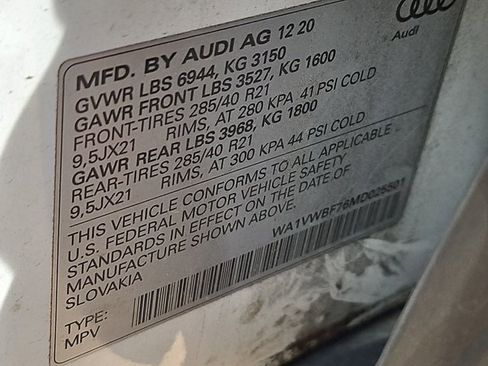 Audi
MFD. BY AUDI AG 12 20
GVWR LBS 6944, KG 3150
GAWR FRONT LBS 3527, KG 1600
FRONT-TIRES 285/40 R21
9,5JX21 RIMS, AT 280 KPA 41 PSI COLD
GAWR REAR LBS 3968, KG 1800
REAR-TIRES 285/40 R21
9,5JX21 RIMS, AT 300 KPA 44 PSI COLD
THIS VEHICLE CONFORMS TO ALL APPLICABLE
U.S. FEDERAL MOTOR VEHICLE SAFETY
STANDARDS IN EFFECT ON THE DATE OF
MANUFACTURE SHOWN ABOVE.
SLOVAKIA
WA1VWBF76MD025501
TYPE:
MPV